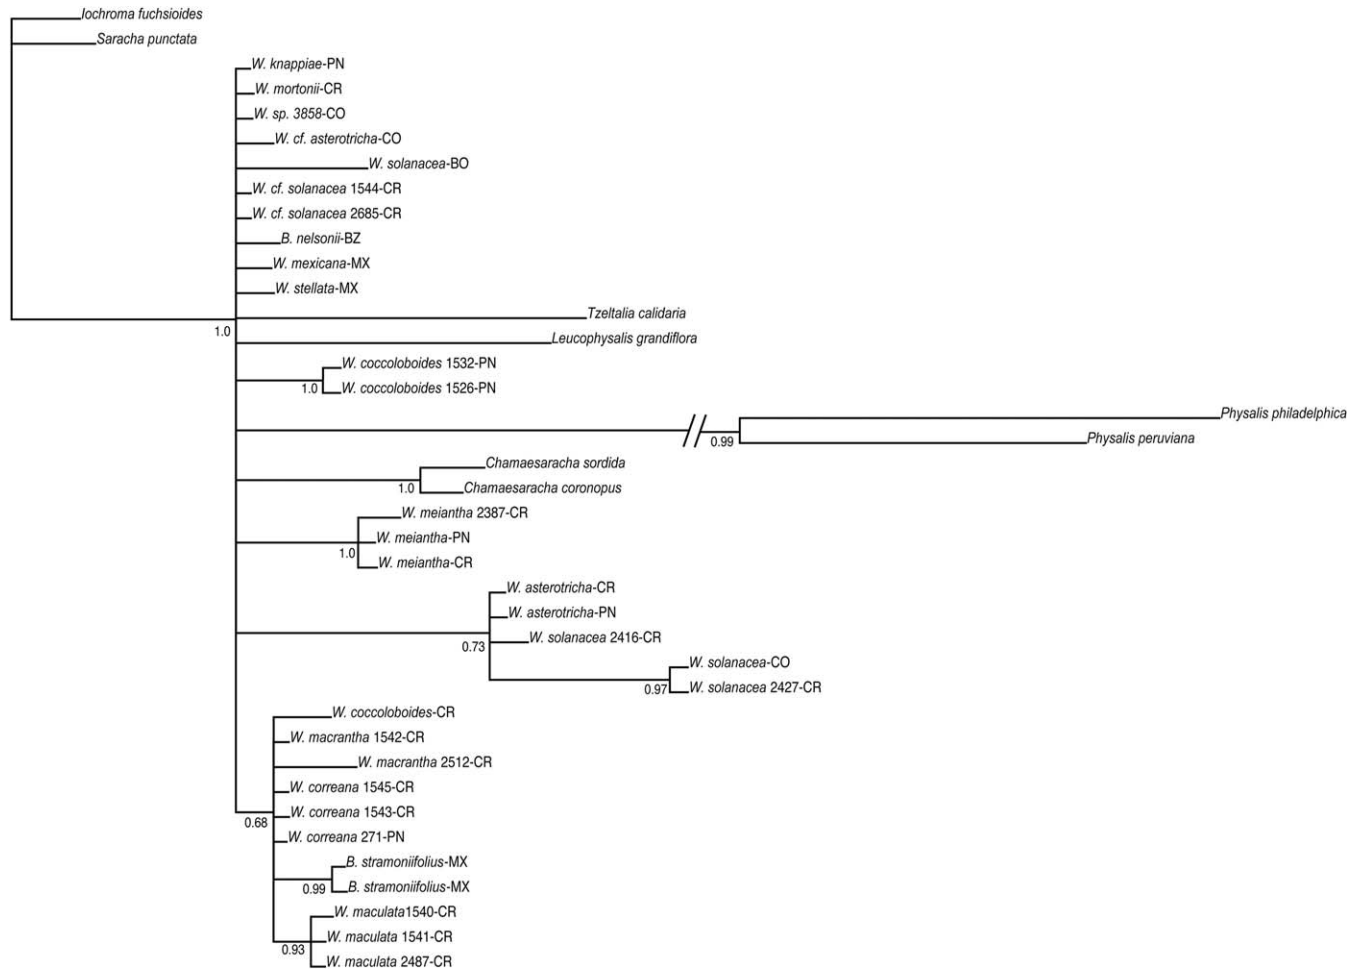 Iochroma fuchsioides
Saracha punctata
W. knappiae-PN
W. mortonii-CR
W. sp. 3858-CO
W. cf. asterotricha-CO
W. solanacea-BO
W. cf. solanacea 1544-CR
W. cf. solanacea 2685-CR
B. nelsonii-BZ
W. mexicana-MX
W. stellata-MX
Tzeltalia calidaria
1.0
Leucophysalis grandiflora
W. coccoloboides 1532-PN
1.0
W. coccoloboides 1526-PN
Physalis philadelphica
0.99
Physalis peruviana
Chamaesaracha sordida
1.0
Chamaesaracha coronopus
W. meiantha 2387-CR
W. meiantha-PN
1.0
W. meiantha-CR
W. asterotricha-CR
W. asterotricha-PN
W. solanacea 2416-CR
0.73
W. solanacea-CO
0.97
W. solanacea 2427-CR
W. coccoloboides-CR
W. macrantha 1542-CR
W. macrantha 2512-CR
W. correana 1545-CR
W. correana 1543-CR
0.68
W. correana 271-PN
B. stramoniifolius-MX
0.99
B. stramoniifolius-MX
W. maculata1540-CR
W. maculata 1541-CR
0.93
W. maculata 2487-CR